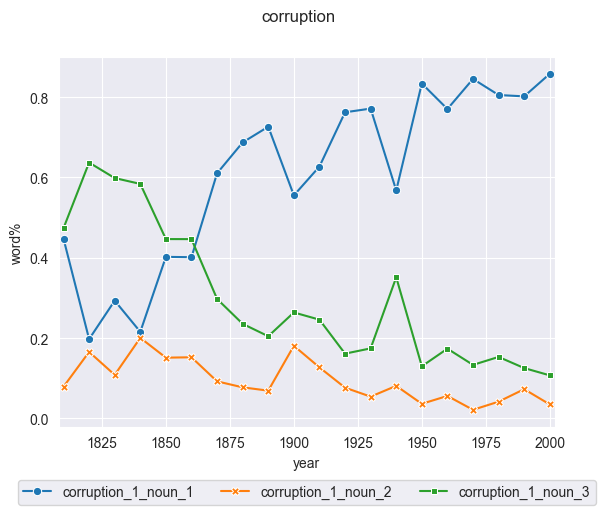 corruption
0.8
0.6
0.4
0.2
0.0
word%
1825 1850 1875 1900 1925 1950 1975 2000
year
corruption_1_noun_1 corruption_1_noun_2 corruption_1_noun_3